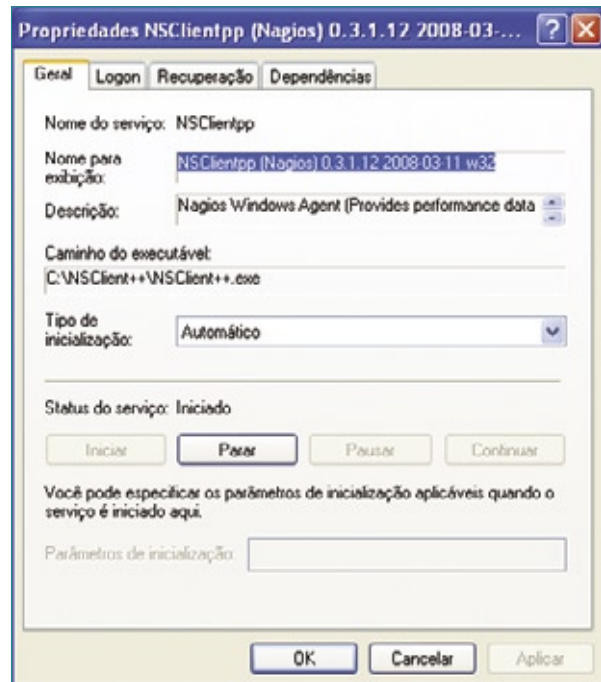 Propriedades NSClientpp (Nagios) 0.3.1.12 2008-03-...
Geral Logon Recuperação Dependências
Nome do serviço: NSClientpp
Nome para exibição: NSClientpp (Nagios) 0.3.1.12 2008-03-11 w32
Descrição: Nagios Windows Agent (Provides performance data
Caminho do executável:
C:\NSClient++\NSClient++.exe
Tipo de inicialização: Automático
Status do serviço: Iniciado
Iniciar Parar Pausar Continuar
Você pode especificar os parâmetros de inicialização aplicáveis quando o
serviço é iniciado aqui.
Parâmetros de inicialização:
OK Cancelar Aplicar